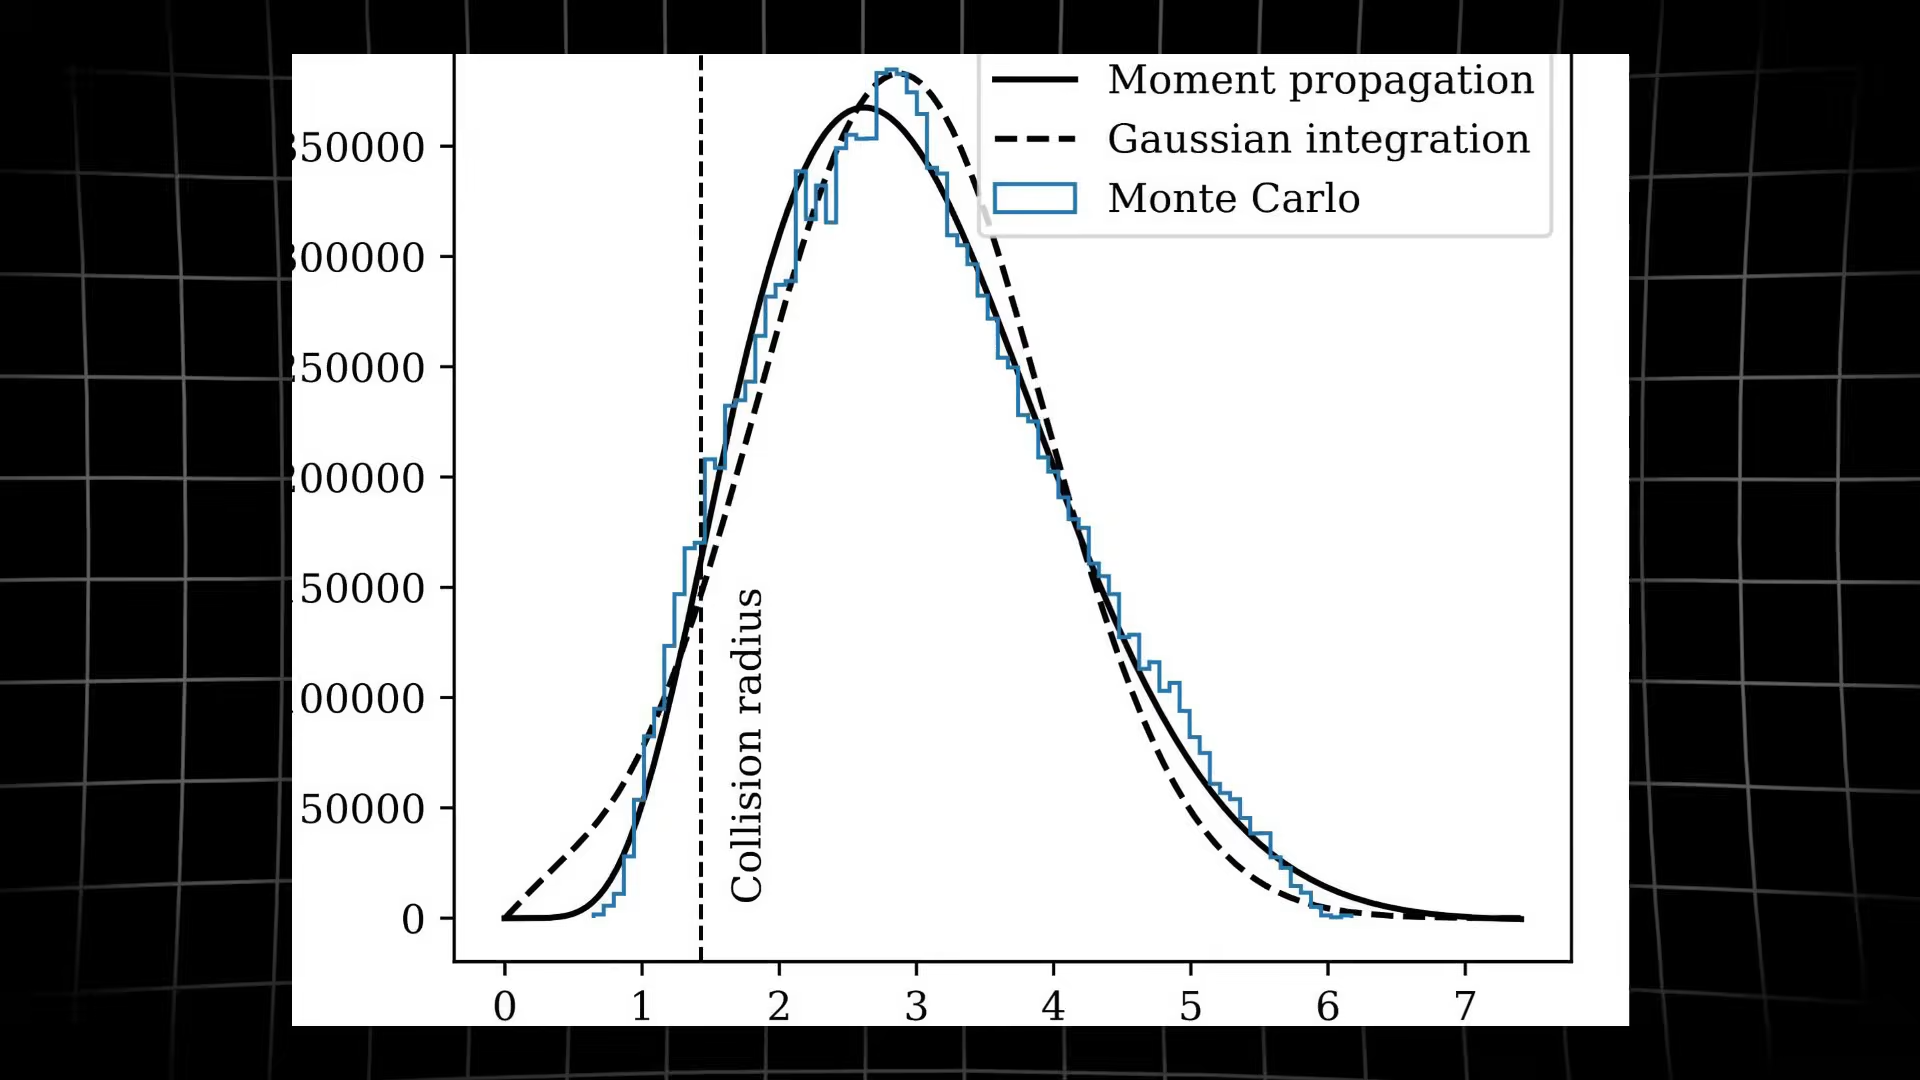 Moment propagation
Gaussian integration
Monte Carlo
50000
00000
50000
00000
50000
00000
50000
0
Collision radius
0 1 2 3 4 5 6 7